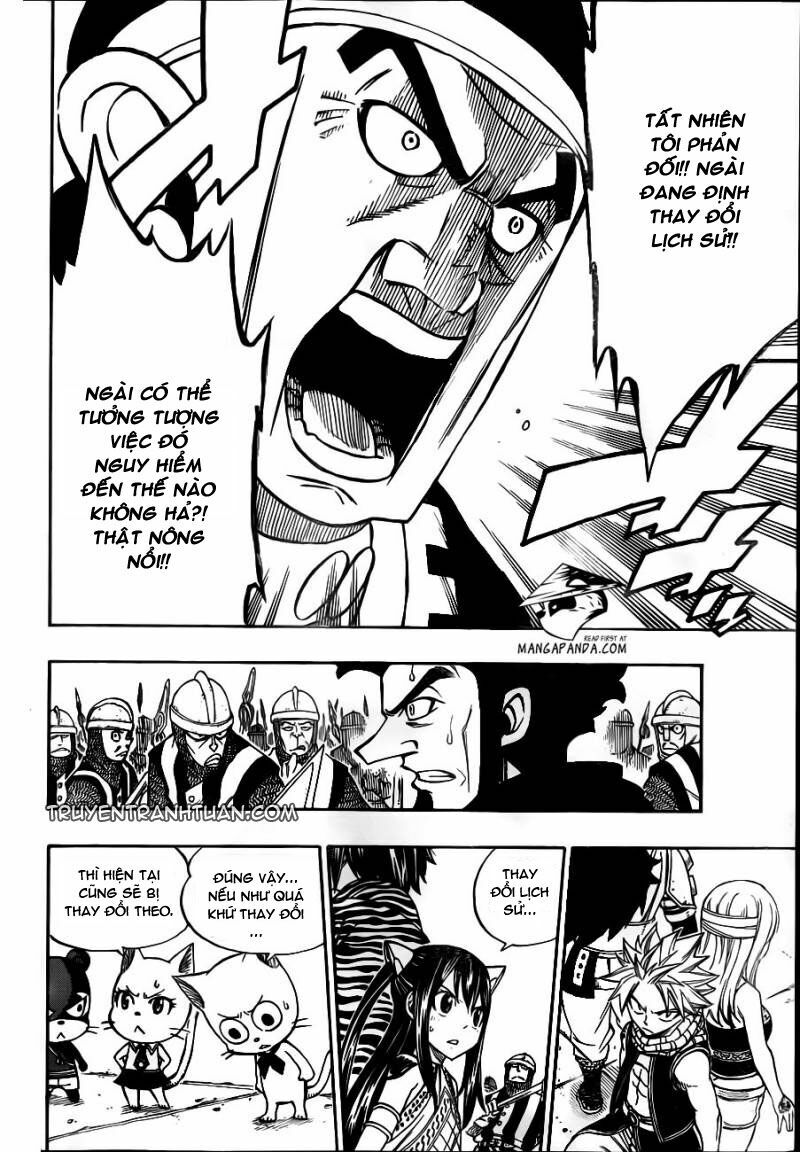 TẤT NHIÊN
TÔI PHẢN
ĐỐI!! NGÀI
ĐANG ĐỊNH
THAY ĐỔI
LỊCH SỬ!!
NGÀI CÓ THỂ
TƯỞNG TƯỢNG
VIỆC ĐÓ
NGUY HIỂM
ĐẾN THẾ NÀO
KHÔNG HẢ?!
THẬT NÔNG
NỔI!!
READ FIRST AT
MANGAPANDA.COM
TRUYENTRANHTUAN.COM
THÌ HIỆN TẠI
CŨNG SẼ BỊ
THAY ĐỔI THEO.
ĐÚNG VẬY...
NẾU NHƯ QUÁ
KHỨ THAY ĐỔI
...
THAY
ĐỔI LỊCH
SỬ...